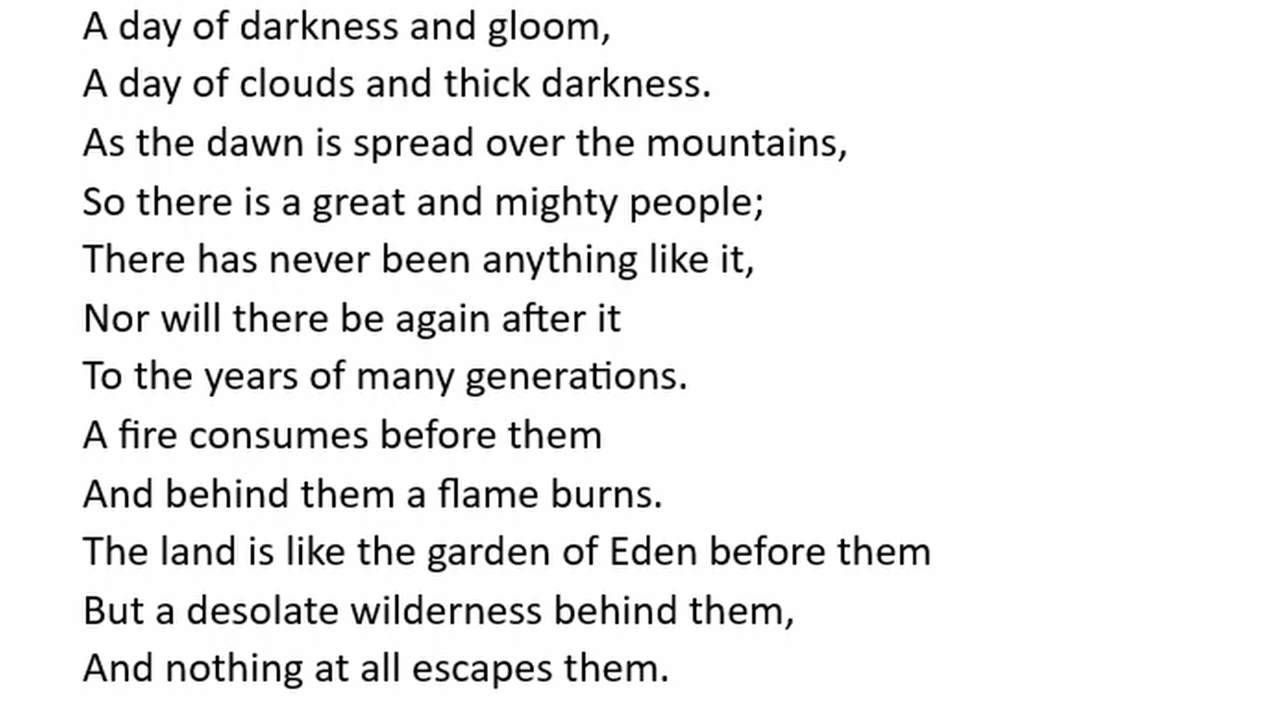 A day of darkness and gloom,
A day of clouds and thick darkness.
As the dawn is spread over the mountains,
So there is a great and mighty people;
There has never been anything like it,
Nor will there be again after it
To the years of many generations.
A fire consumes before them
And behind them a flame burns.
The land is like the garden of Eden before them
But a desolate wilderness behind them,
And nothing at all escapes them.